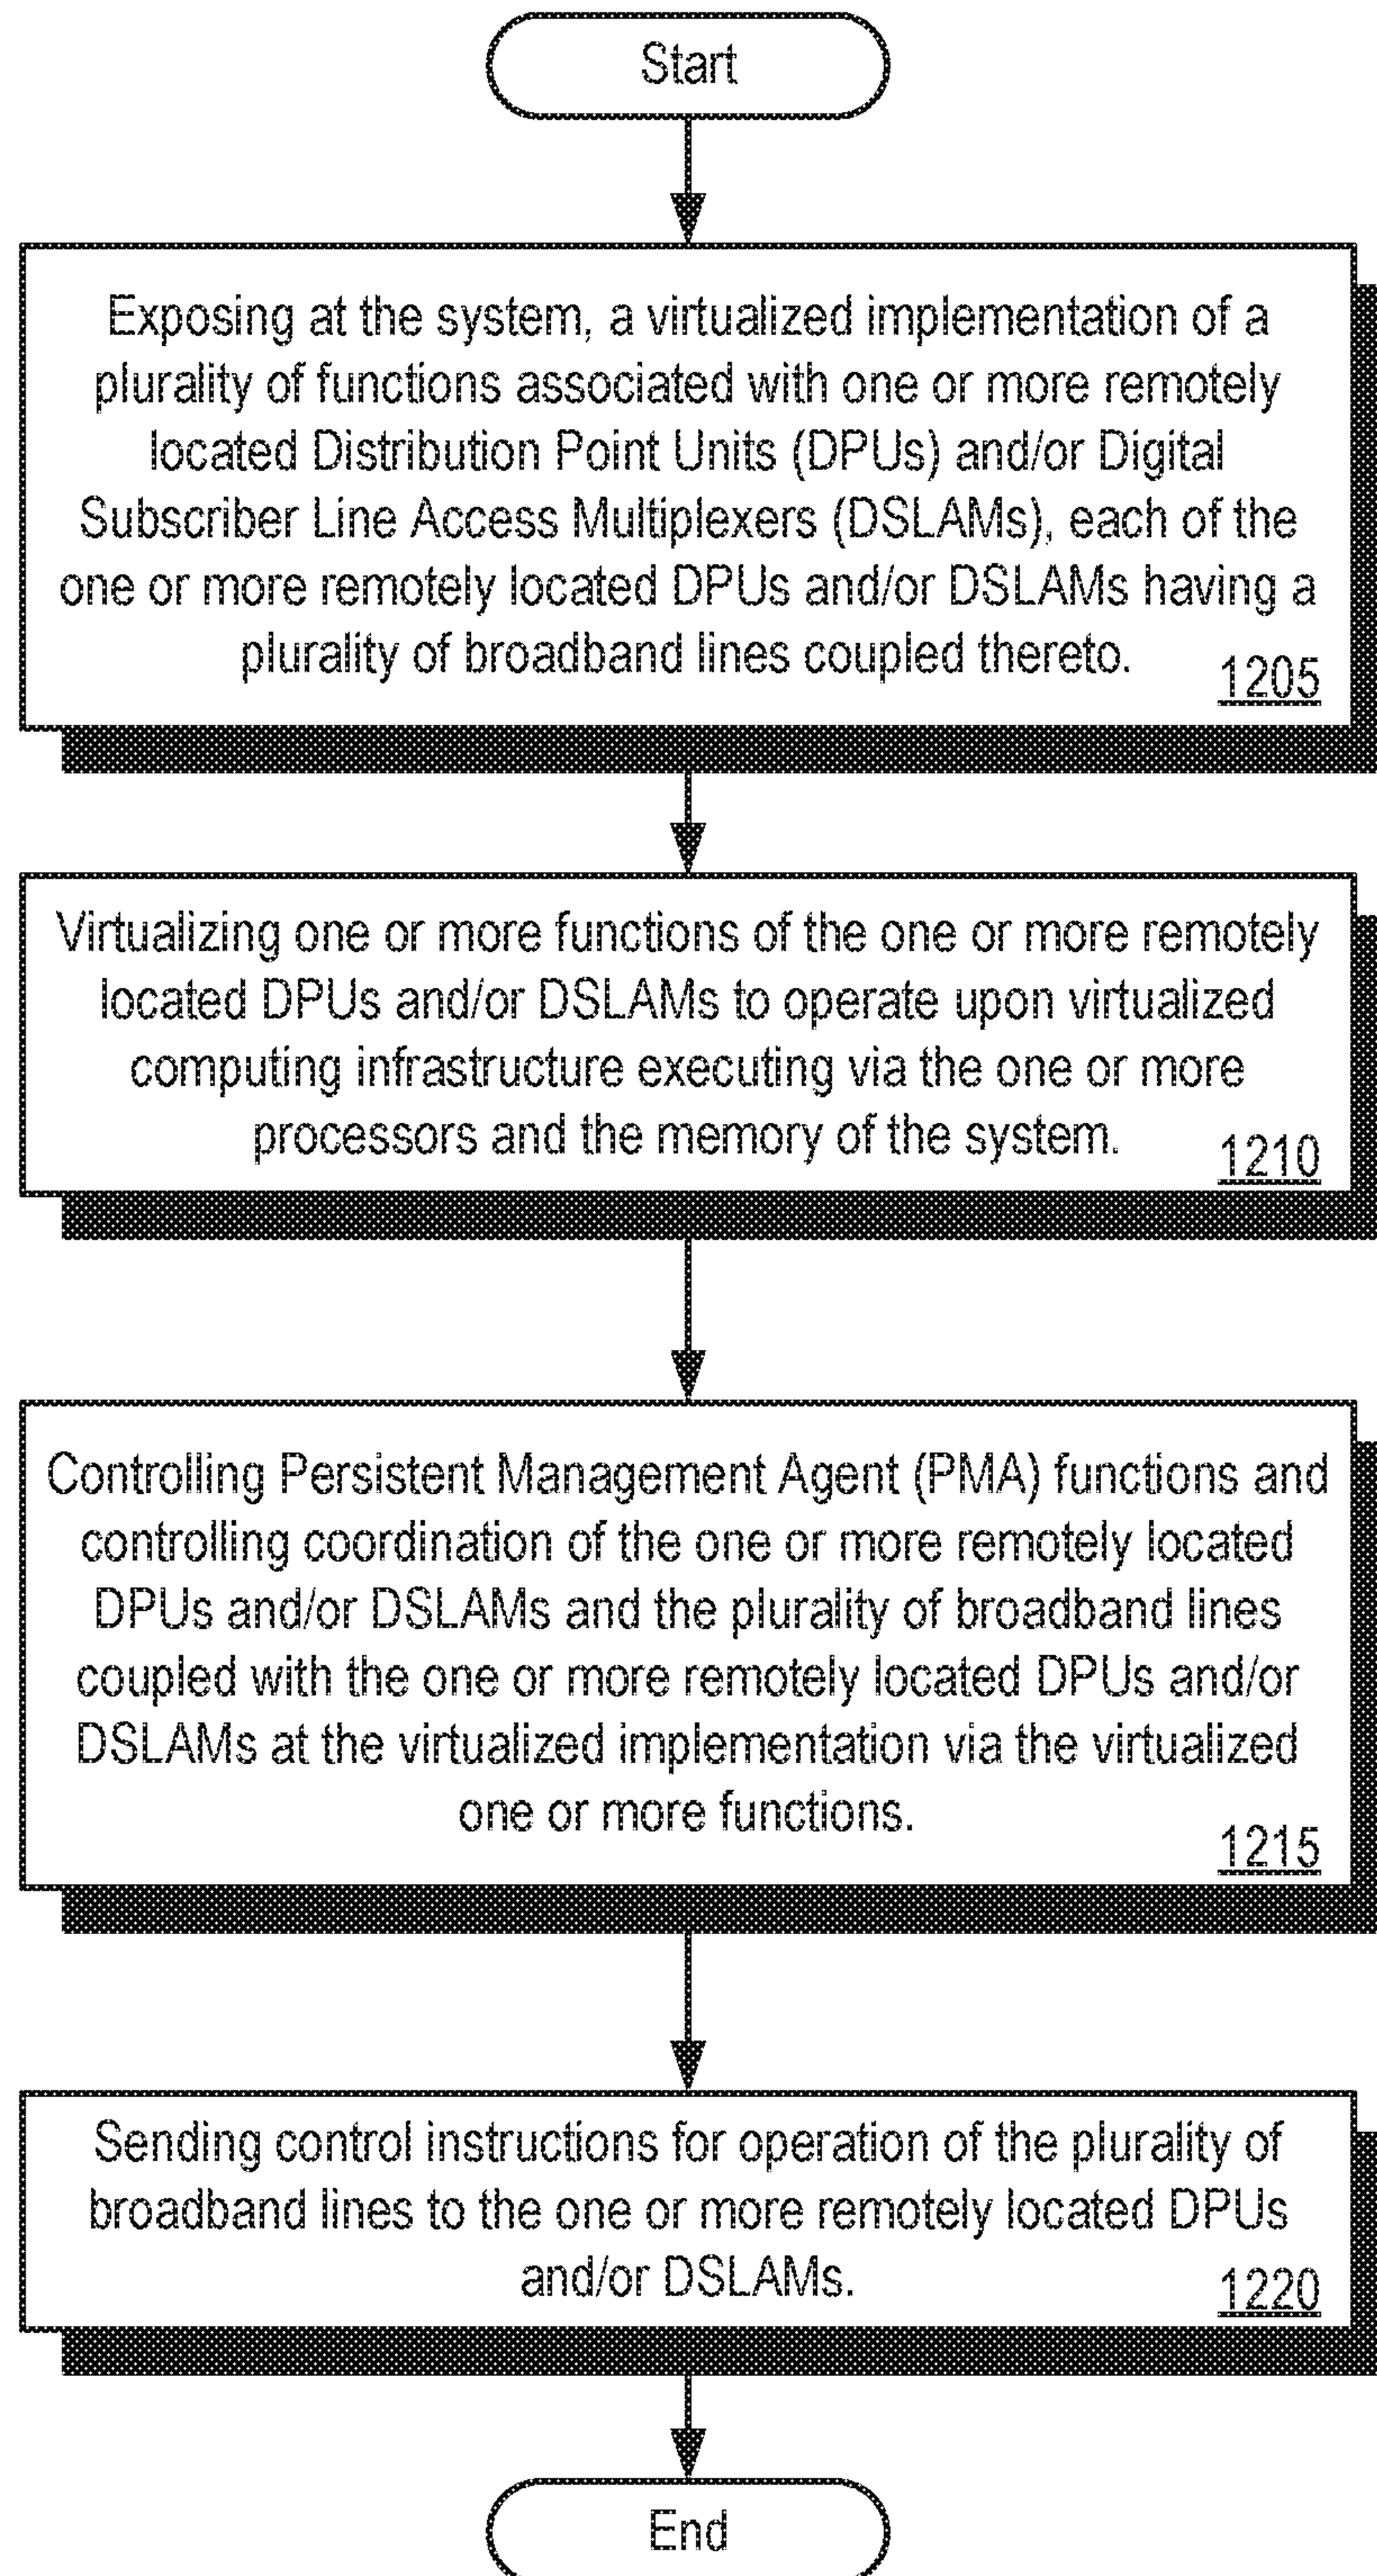 Start
Exposing at the system, a virtualized implementation of a
plurality of functions associated with one or more remotely
located Distribution Point Units (DPUs) and/or Digital
Subscriber Line Access Multiplexers (DSLAMs), each of the
one or more remotely located DPUs and/or DSLAMs having a
plurality of broadband lines coupled thereto.
1205
Virtualizing one or more functions of the one or more remotely
located DPUs and/or DSLAMs to operate upon virtualized
computing infrastructure executing via the one or more
processors and the memory of the system.
1210
Controlling Persistent Management Agent (PMA) functions and
controlling coordination of the one or more remotely located
DPUs and/or DSLAMs and the plurality of broadband lines
coupled with the one or more remotely located DPUs and/or
DSLAMs at the virtualized implementation via the virtualized
one or more functions.
1215
Sending control instructions for operation of the plurality of
broadband lines to the one or more remotely located DPUs
and/or DSLAMs.
1220
End